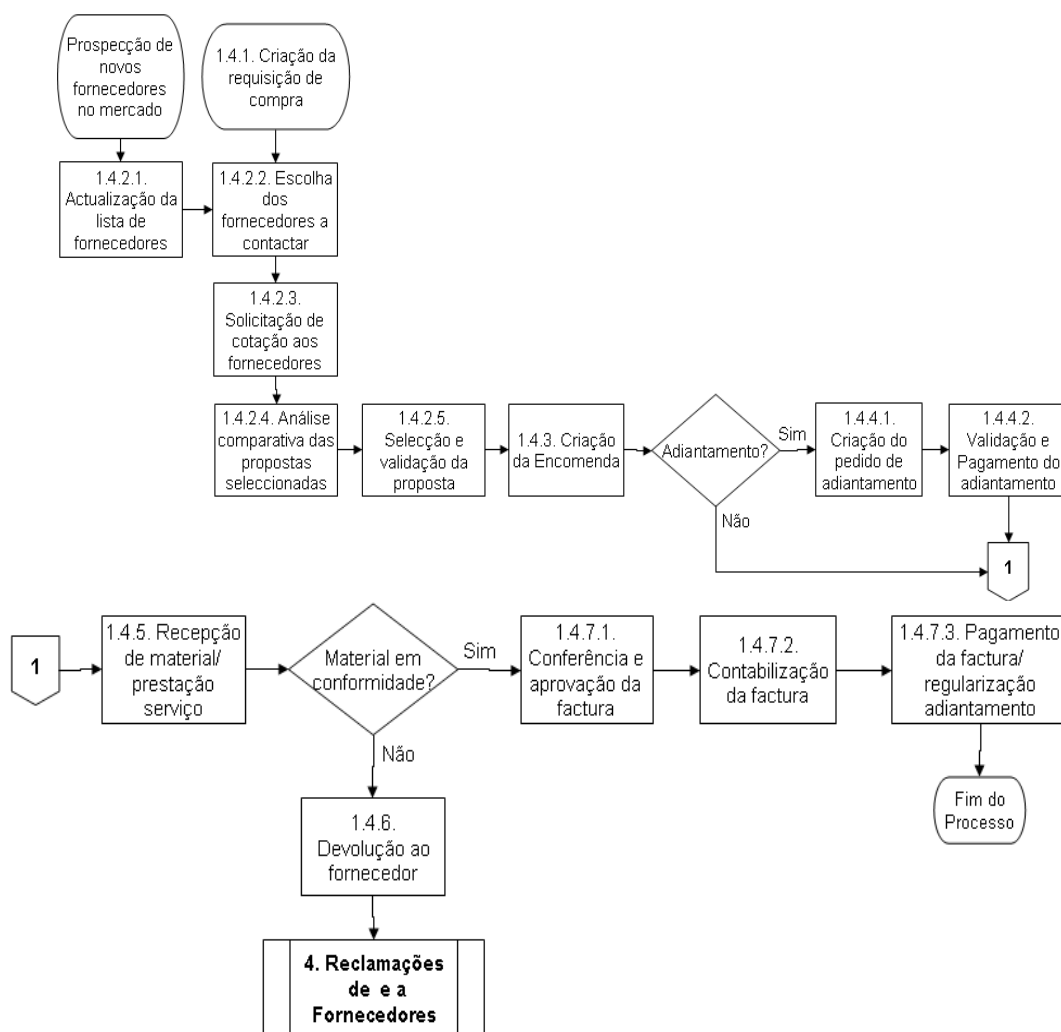 Prospecção de
novos
fornecedores
no mercado
1.4.1. Criação da
requisição de
compra
1.4.2.1.
Actualização da
lista de
fornecedores
1.4.2.2. Escolha
dos
fornecedores a
contactar
1.4.2.3.
Solicitação de
cotação aos
fornecedores
1.4.2.4. Análise
comparativa das
propostas
seleccionadas
1.4.2.5.
Selecção e
validação da
proposta
1.4.3. Criação
da Encomenda
Adiantamento?
Sim
Não
1.4.4.1.
Criação do
pedido de
adiantamento
1.4.4.2.
Validação e
Pagamento do
adiantamento
1
1
1.4.5. Recepção
de material/
prestação
serviço
Material em
conformidade?
Sim
Não
1.4.7.1.
Conferência e
aprovação da
factura
1.4.7.2.
Contabilização
da factura
1.4.7.3. Pagamento
da factura/
regularização
adiantamento
Fim do
Processo
1.4.6.
Devolução ao
fornecedor
4. Reclamações
de e a
Fornecedores